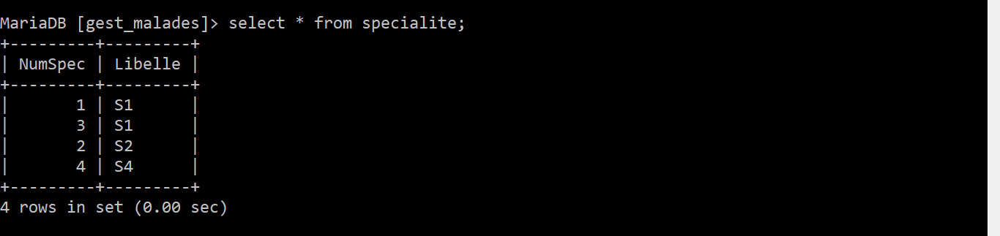 MariaDB [gest_malades]> select * from specialite;
+---------+---------+
| NumSpec | Libelle |
+---------+---------+
|       1 | S1      |
|       3 | S1      |
|       2 | S2      |
|       4 | S4      |
+---------+---------+
4 rows in set (0.00 sec)